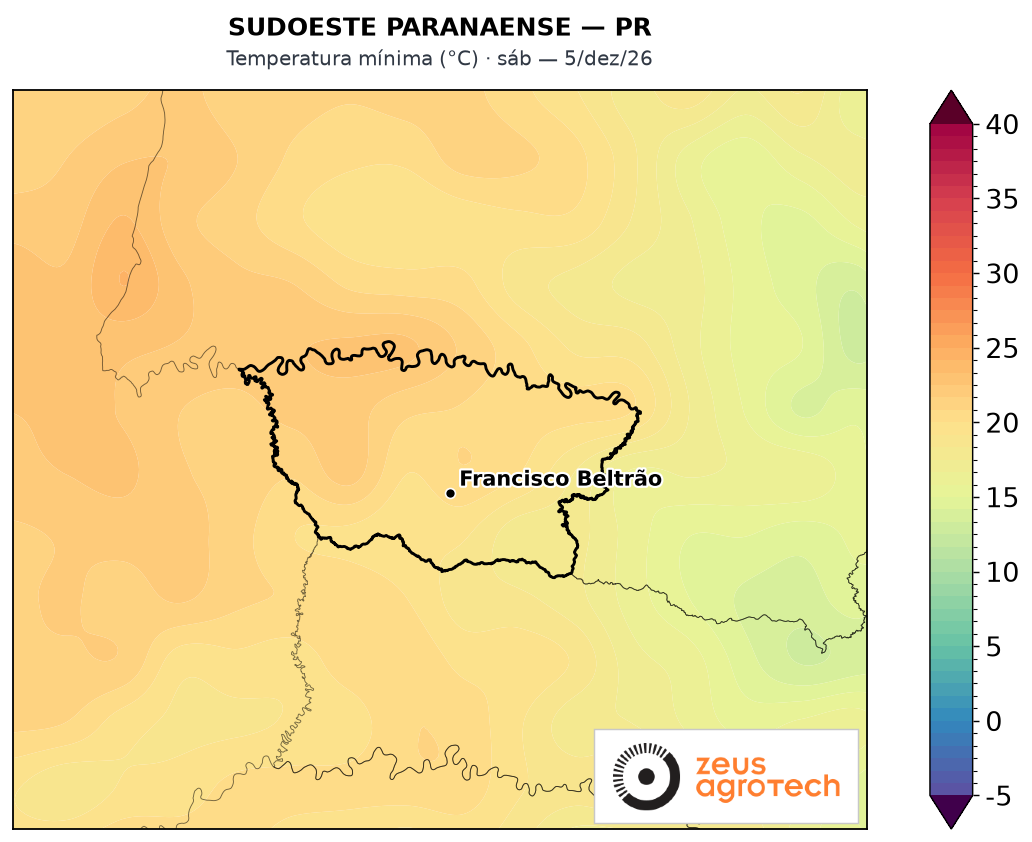 SUDOESTE PARANAENSE — PR
Temperatura mínima (°C) · sáb — 5/dez/26
40
35
30
25
20
15
10
5
0
-5
Francisco Beltrão
zeus
agrotech